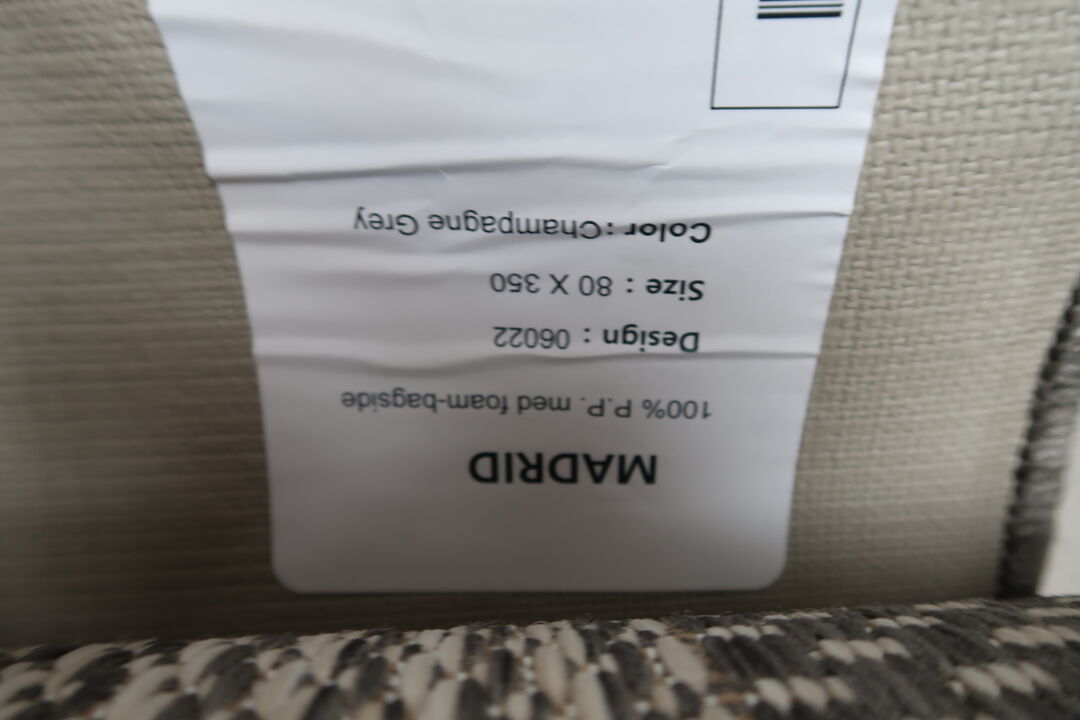 MADRID
100% P.P. med foam-bagside
Design : 06022
Size : 80 X 350
Color : Champagne Grey